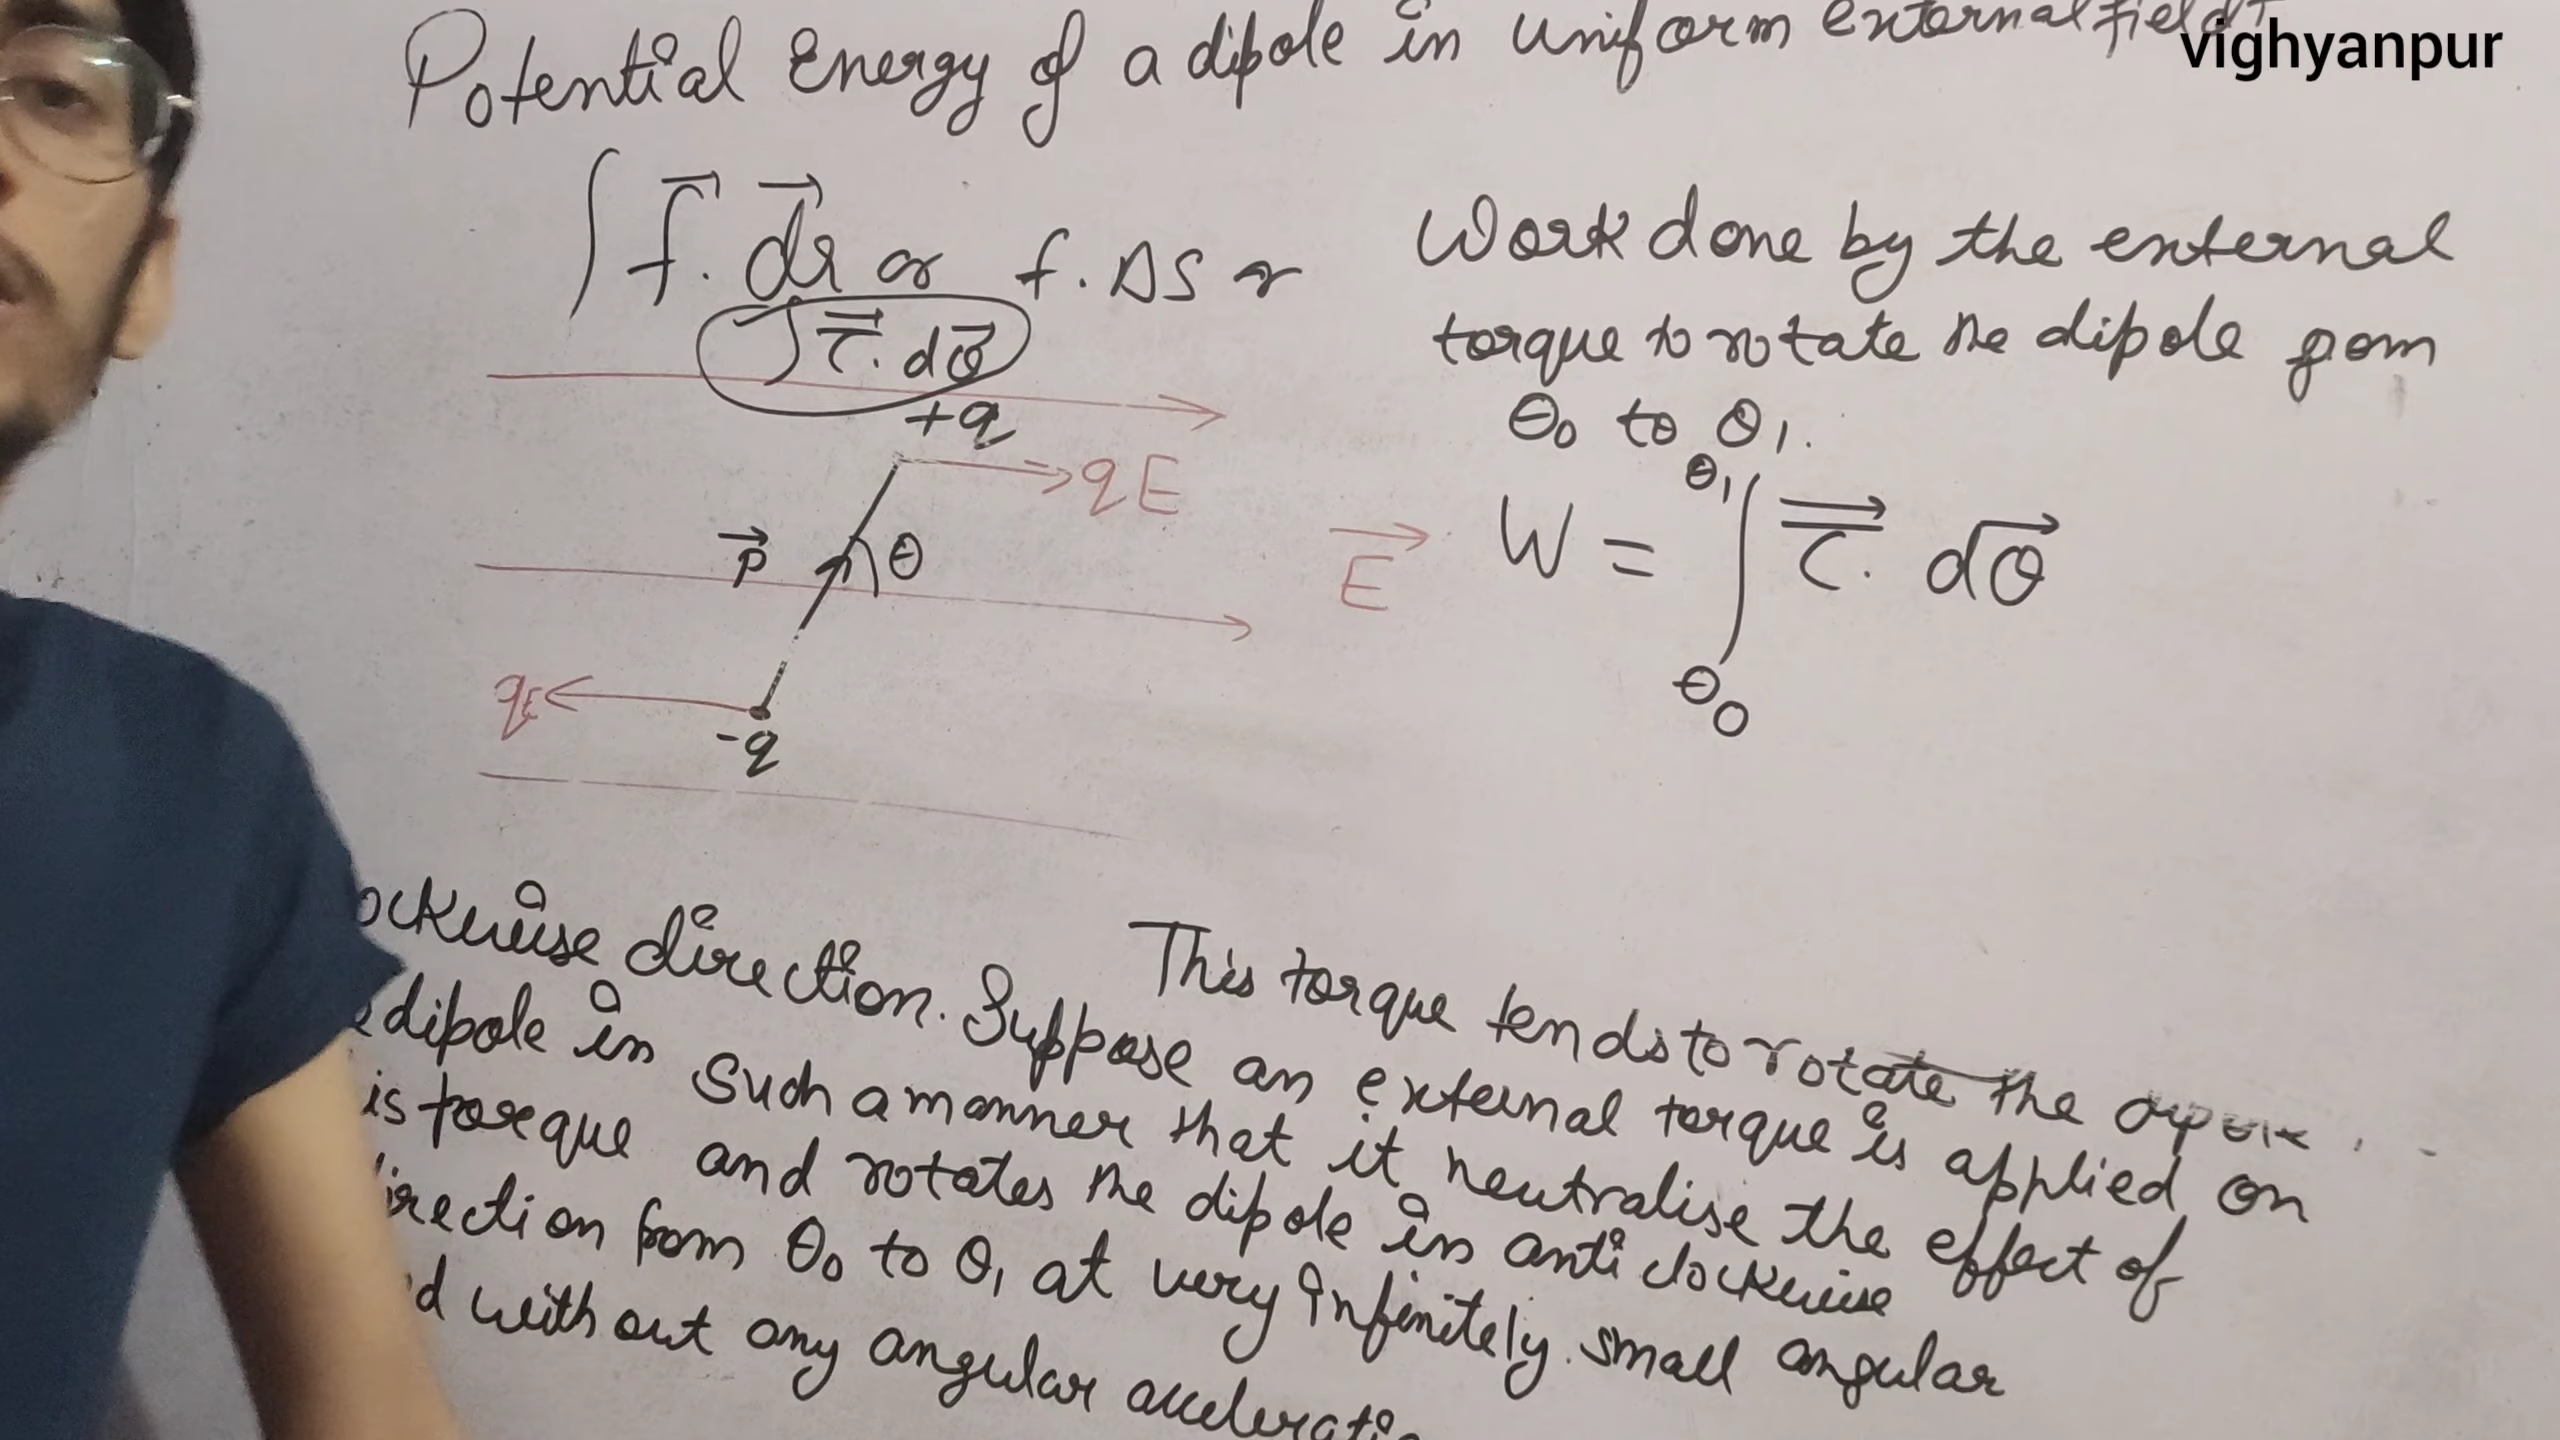 Potential Energy of a dipole in uniform external field
vighyanpur
∫ f⃗. dr⃗ or f. ΔS or
∫ τ⃗. dθ⃗
+q
qE
p⃗ θ
E⃗
qE
-q
Work done by the external
torque to rotate the dipole from
θ₀ to θ₁.
θ₁
W = ∫ τ⃗. dθ⃗
θ₀
This torque tends to rotate the dipole
ockwise direction. Suppose an external torque is applied on
e dipole in such a manner that it neutralise the effect of
is torque and rotates the dipole in anti clockwise
irection from θ₀ to θ₁ at very infinitely small angular
d without any angular accelerati